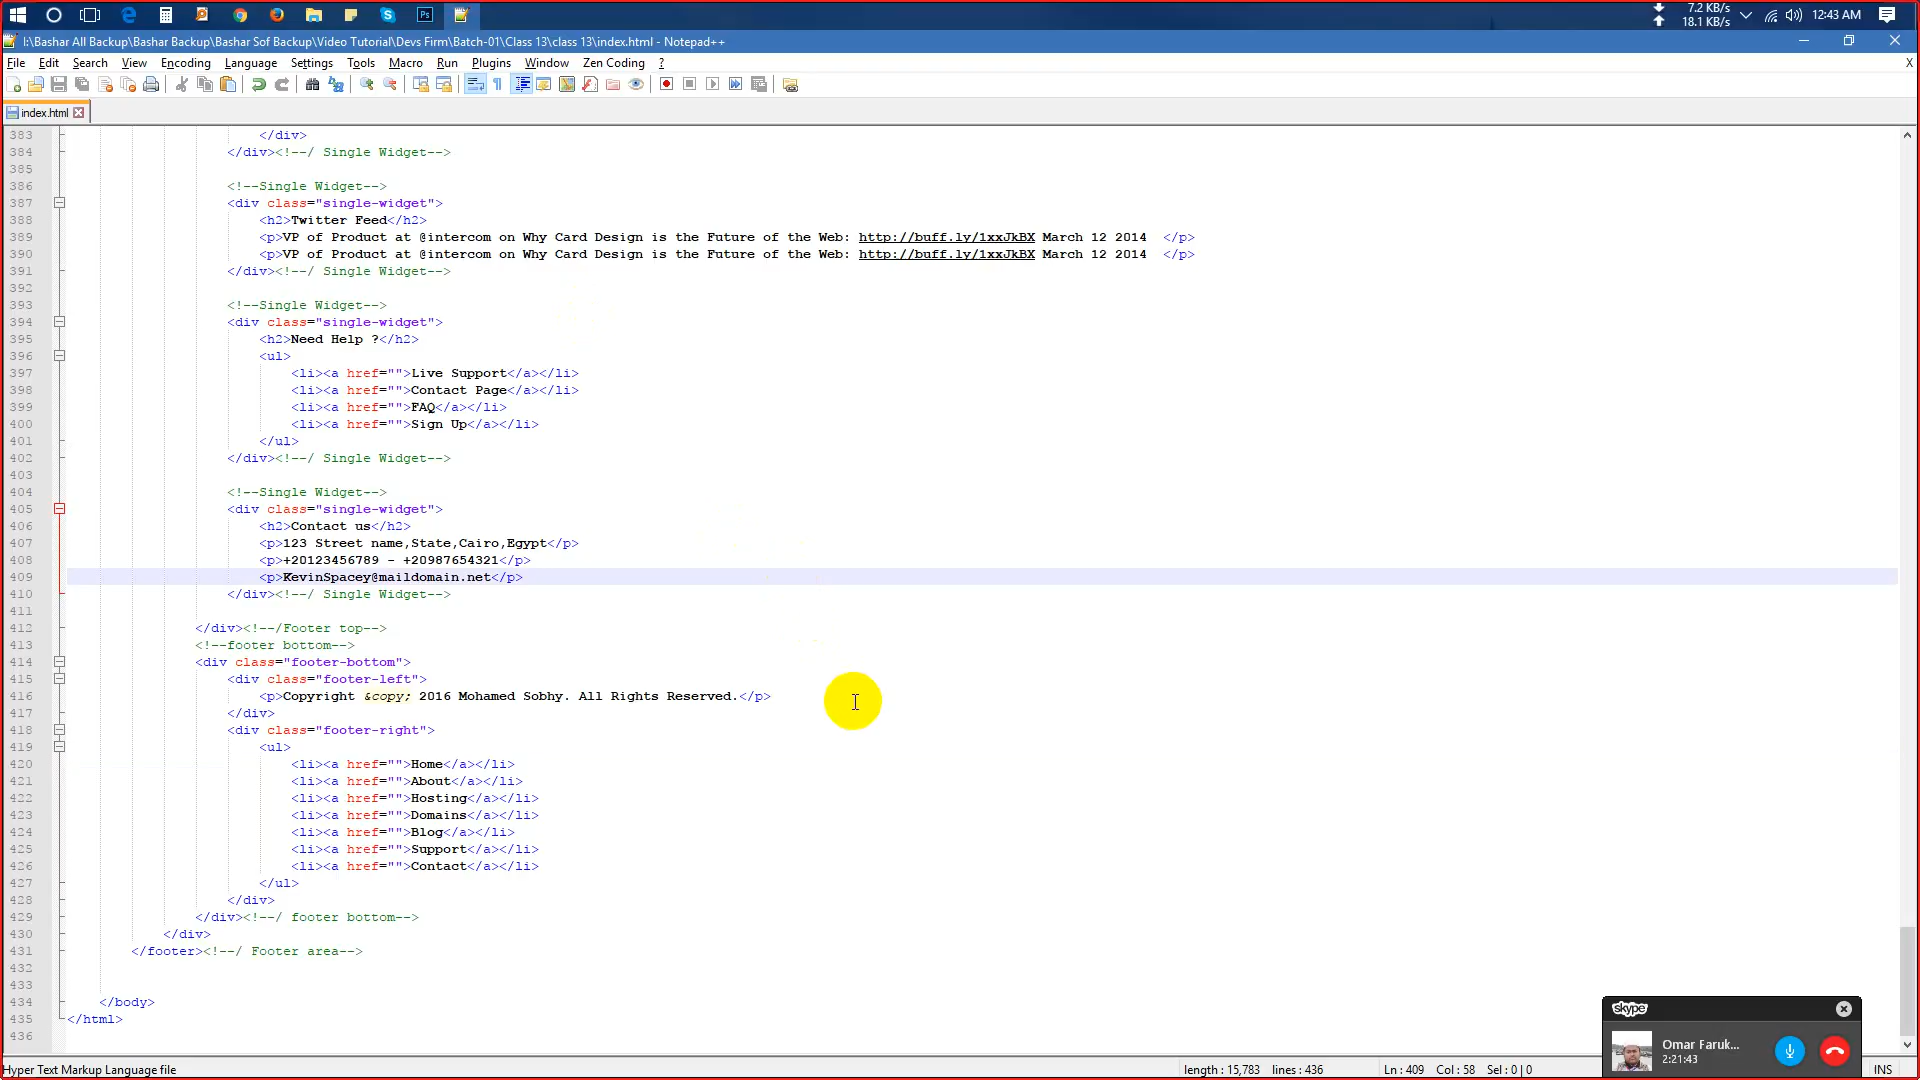 7.2 KB/s
18.1 KB/s
12:43 AM
I:\Bashar All Backup\Bashar Backup\Bashar Sof Backup\Video Tutorial\Devs Firm\Batch-01\Class 13\class 13\index.html - Notepad++
File Edit Search View Encoding Language Settings Tools Macro Run Plugins Window Zen Coding ? X
index.html
383 </div>
384 </div><!--/ Single Widget-->
385
386 <!--Single Widget-->
387 <div class="single-widget">
388 <h2>Twitter Feed</h2>
389 <p>VP of Product at @intercom on Why Card Design is the Future of the Web: http://buff.ly/1xxJkBX March 12 2014  </p>
390 <p>VP of Product at @intercom on Why Card Design is the Future of the Web: http://buff.ly/1xxJkBX March 12 2014  </p>
391 </div><!--/ Single Widget-->
392
393 <!--Single Widget-->
394 <div class="single-widget">
395 <h2>Need Help ?</h2>
396 <ul>
397 <li><a href="">Live Support</a></li>
398 <li><a href="">Contact Page</a></li>
399 <li><a href="">FAQ</a></li>
400 <li><a href="">Sign Up</a></li>
401 </ul>
402 </div><!--/ Single Widget-->
403
404 <!--Single Widget-->
405 <div class="single-widget">
406 <h2>Contact us</h2>
407 <p>123 Street name,State,Cairo,Egypt</p>
408 <p>+20123456789 - +20987654321</p>
409 <p>KevinSpacey@maildomain.net</p>
410 </div><!--/ Single Widget-->
411
412 </div><!--/Footer top-->
413 <!--footer bottom-->
414 <div class="footer-bottom">
415 <div class="footer-left">
416 <p>Copyright &copy; 2016 Mohamed Sobhy. All Rights Reserved.</p>
417 </div>
418 <div class="footer-right">
419 <ul>
420 <li><a href="">Home</a></li>
421 <li><a href="">About</a></li>
422 <li><a href="">Hosting</a></li>
423 <li><a href="">Domains</a></li>
424 <li><a href="">Blog</a></li>
425 <li><a href="">Support</a></li>
426 <li><a href="">Contact</a></li>
427 </ul>
428 </div>
429 </div><!--/ footer bottom-->
430 </div>
431 </footer><!--/ Footer area-->
432
433
434 </body>
435 </html>
436
skype
Omar Faruk...
2:21:43
Hyper Text Markup Language file length : 15,783 lines : 436 Ln : 409 Col : 58 Sel : 0 | 0 INS